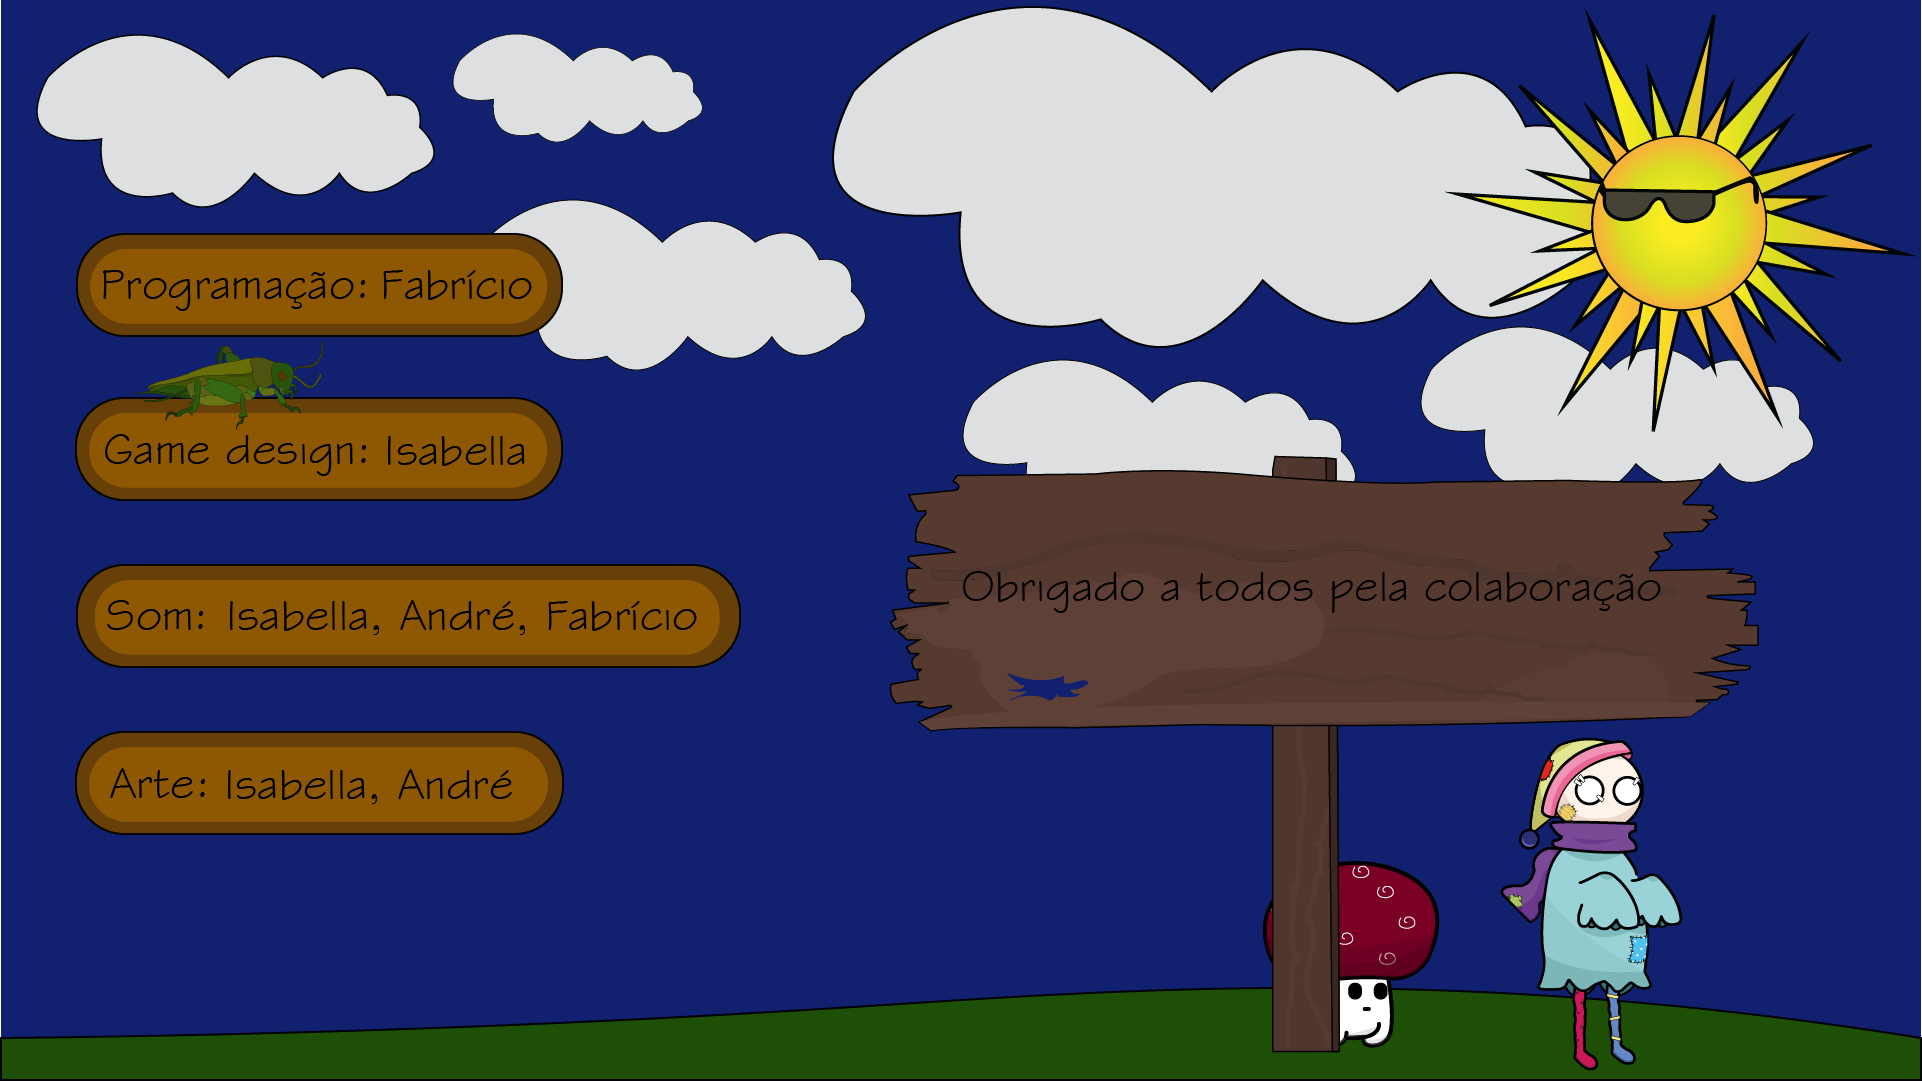 Programação: Fabrício
Game design: Isabella
Som: Isabella, André, Fabrício
Arte: Isabella, André
Obrigado a todos pela colaboração